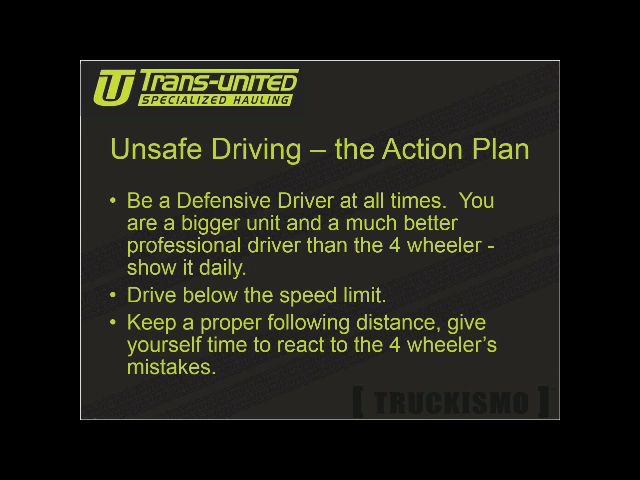 TRANS-UNITED
SPECIALIZED HAULING
Unsafe Driving – the Action Plan
• Be a Defensive Driver at all times.  You
are a bigger unit and a much better
professional driver than the 4 wheeler -
show it daily.
• Drive below the speed limit.
• Keep a proper following distance, give
yourself time to react to the 4 wheeler's
mistakes.
[ TRUCKISMO ]